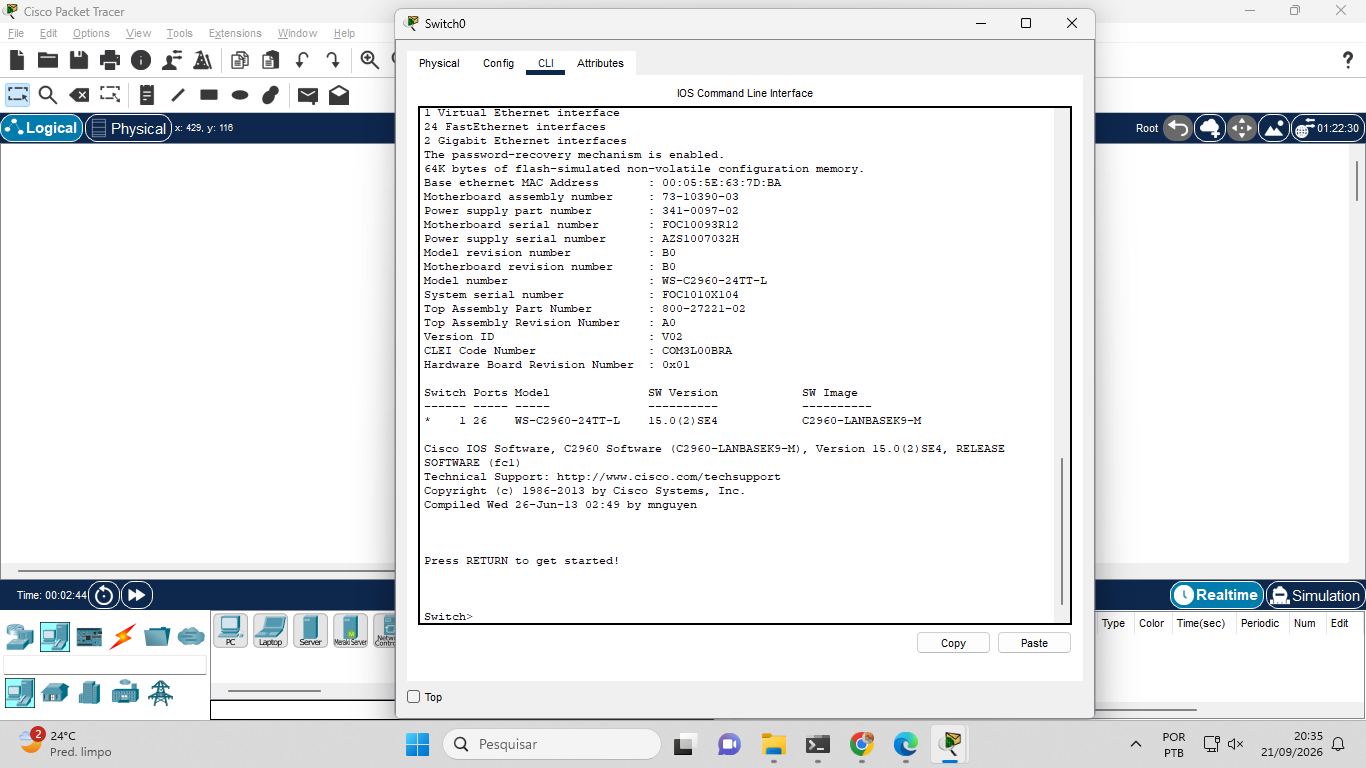 Cisco Packet Tracer
File Edit Options View Tools Extensions Window Help
?
Logical Physical x: 429, y: 116
Root 01:22:30
Switch0
Physical Config CLI Attributes
IOS Command Line Interface
1 Virtual Ethernet interface
24 FastEthernet interfaces
2 Gigabit Ethernet interfaces
The password-recovery mechanism is enabled.
64K bytes of flash-simulated non-volatile configuration memory.
Base ethernet MAC Address : 00:05:5E:63:7D:BA
Motherboard assembly number : 73-10390-03
Power supply part number : 341-0097-02
Motherboard serial number : FOC10093R12
Power supply serial number : AZS1007032H
Model revision number : B0
Motherboard revision number : B0
Model number : WS-C2960-24TT-L
System serial number : FOC1010X104
Top Assembly Part Number : 800-27221-02
Top Assembly Revision Number : A0
Version ID : V02
CLEI Code Number : COM3L00BRA
Hardware Board Revision Number : 0x01
Switch Ports Model SW Version SW Image
------ ----- ----- ---------- ----------
* 1 26 WS-C2960-24TT-L 15.0(2)SE4 C2960-LANBASEK9-M
Cisco IOS Software, C2960 Software (C2960-LANBASEK9-M), Version 15.0(2)SE4, RELEASE
SOFTWARE (fc1)
Technical Support: http://www.cisco.com/techsupport
Copyright (c) 1986-2013 by Cisco Systems, Inc.
Compiled Wed 26-Jun-13 02:49 by mnguyen
Press RETURN to get started!
Switch>
Copy Paste
Top
Time: 00:02:44
Realtime Simulation
PC Laptop Server Meraki Server
Type Color Time(sec) Periodic Num Edit
2
24°C
Pred. limpo
Pesquisar
POR
PTB
20:35
21/09/2026